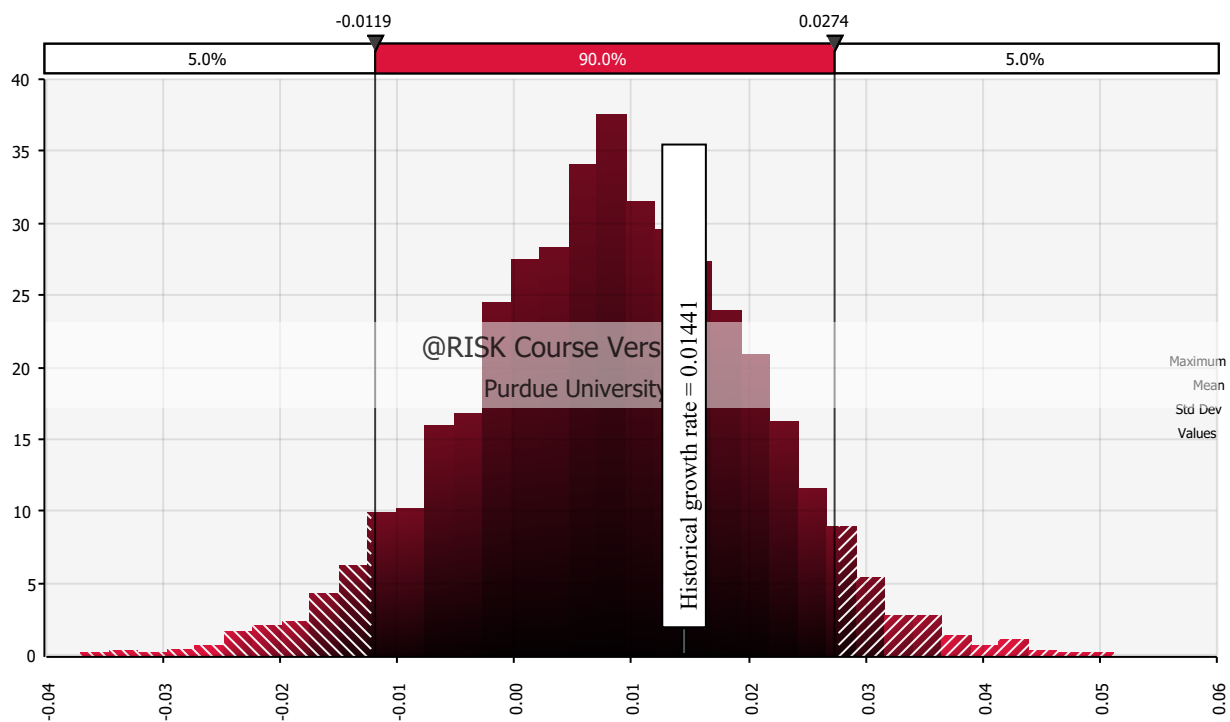 -0.0119 0.0274
5.0% 90.0% 5.0%
40
35
30
25
20
15
10
5
0
@RISK Course Vers
Purdue University
Historical growth rate = 0.01441
Maximum
Mean
Std Dev
Values
-0.04 -0.03 -0.02 -0.01 0.00 0.01 0.02 0.03 0.04 0.05 0.06